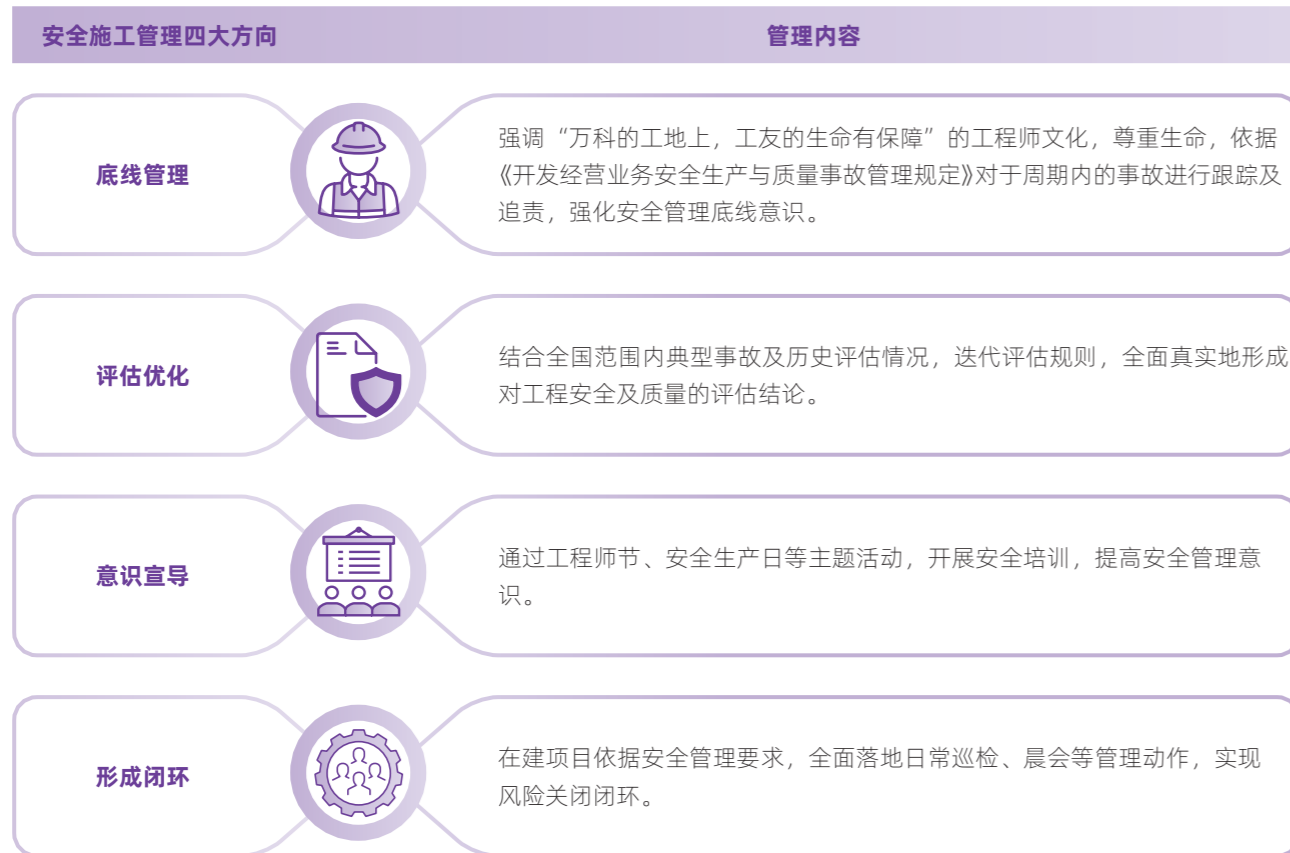 安全施工管理四大方向
管理内容
底线管理
强调“万科的工地上，工友的生命有保障”的工程师文化，尊重生命，依据
《开发经营业务安全生产与质量事故管理规定》对于周期内的事故进行跟踪及
追责，强化安全管理底线意识。
评估优化
结合全国范围内典型事故及历史评估情况，迭代评估规则，全面真实地形成
对工程安全及质量的评估结论。
意识宣导
通过工程师节、安全生产日等主题活动，开展安全培训，提高安全管理意
识。
形成闭环
在建项目依据安全管理要求，全面落地日常巡检、晨会等管理动作，实现
风险关闭闭环。